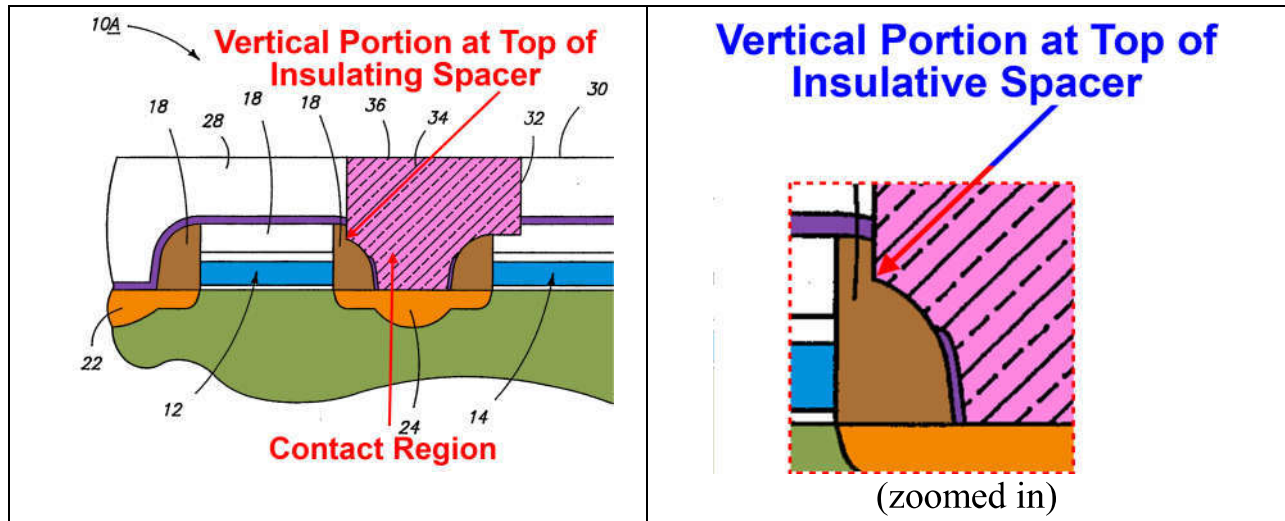 10A
Vertical Portion at Top of
Insulating Spacer
18
28
18
18
36
34
32
30
22
12
24
14
Contact Region
Vertical Portion at Top of
Insulative Spacer
(zoomed in)